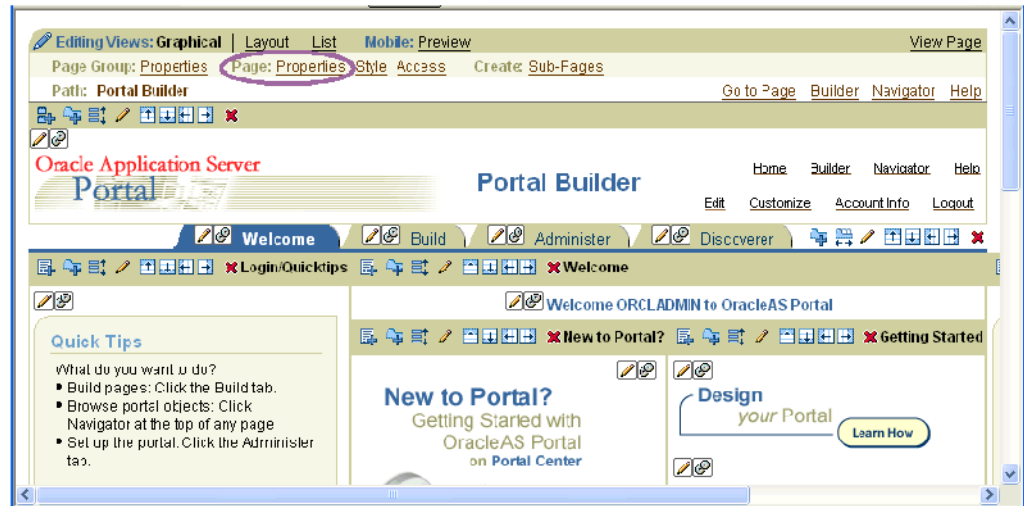 Editing Views: Graphical | Layout List Mobile: Preview View Page
Page Group: Properties Page: Properties Style Access Create: Sub-Pages
Path: Portal Builder Go to Page Builder Navigator Help
Oracle Application Server
Portal
Portal Builder
Home Builder Navigator Help
Edit Customize Account Info Logout
Welcome Build Administer Discoverer
Login/Quicktips Welcome
Welcome ORCLADMIN to OracleAS Portal
New to Portal? Getting Started
Quick Tips
What do you want to do?
• Build pages: Click the Build tab.
• Browse portal objects: Click
Navigator at the top of any page
• Set up the portal: Click the Administer
tab.
New to Portal?
Getting Started with
OracleAS Portal
on Portal Center
Design
your Portal
Learn How